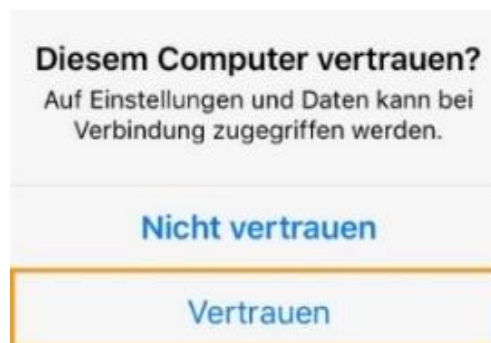 Diesem Computer vertrauen?
Auf Einstellungen und Daten kann bei
Verbindung zugegriffen werden.
Nicht vertrauen
Vertrauen